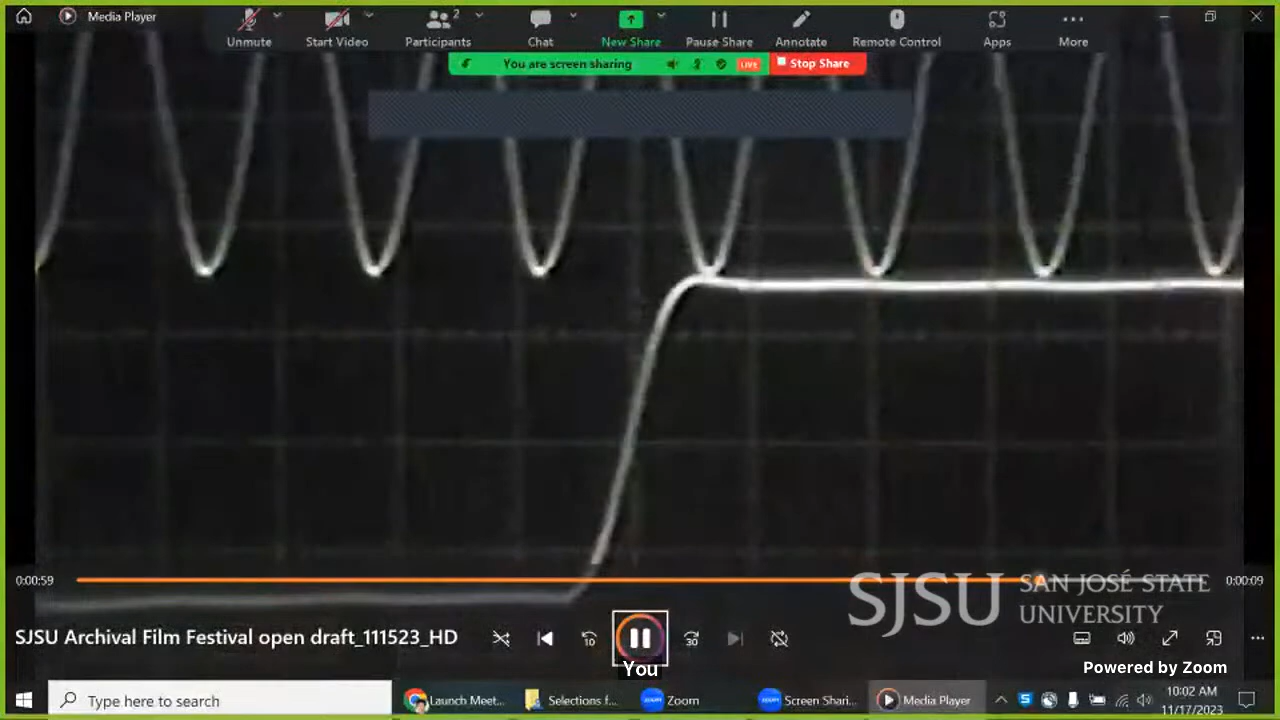 Media Player
Unmute
Start Video
Participants
2
Chat
New Share
Pause Share
Annotate
Remote Control
Apps
More
You are screen sharing
LIVE
Stop Share
0:00:59
0:00:09
SJSU SAN JOSÉ STATE
UNIVERSITY
SJSU Archival Film Festival open draft_111523_HD
10
30
You
Powered by Zoom
Type here to search
Launch Meet...
Selections f...
Zoom
Screen Shari...
Media Player
10:02 AM
11/17/2023